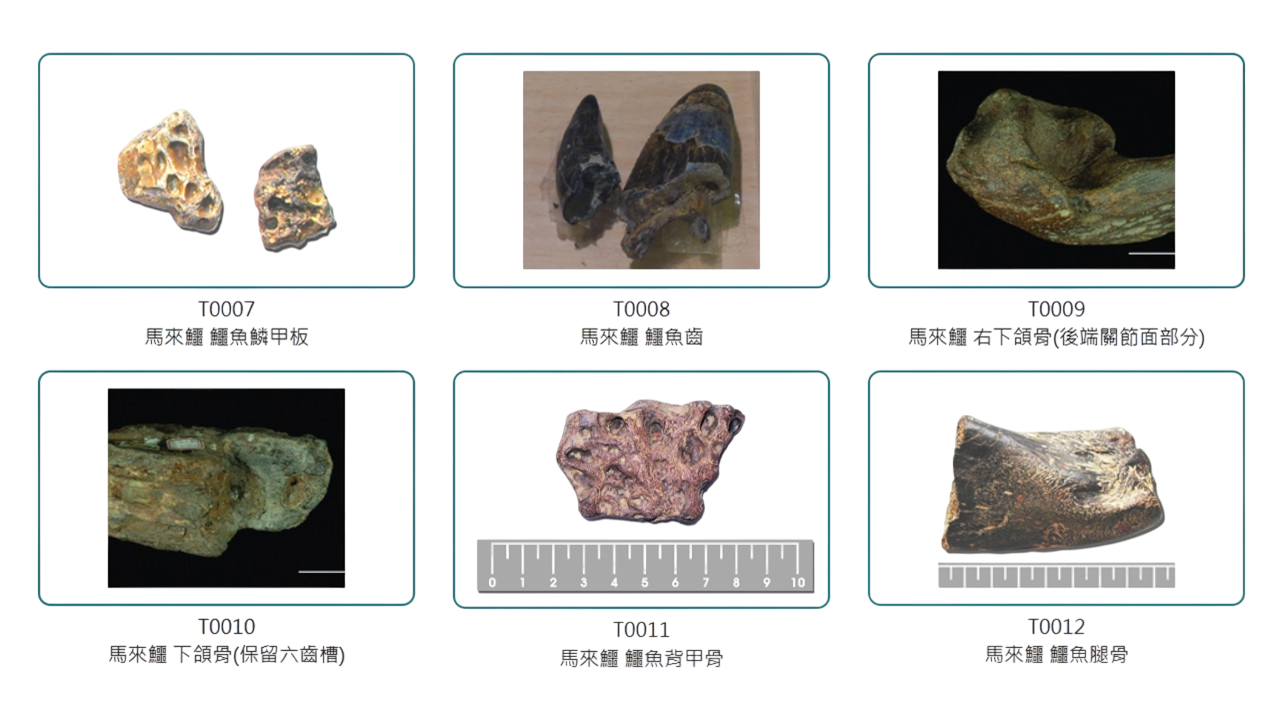 T0007
馬來鱷 鱷魚鱗甲板
T0008
馬來鱷 鱷魚齒
T0009
馬來鱷 右下頜骨(後端關節面部分)
T0010
馬來鱷 下頜骨(保留六齒槽)
0 1 2 3 4 5 6 7 8 9 10
T0011
馬來鱷 鱷魚背甲骨
T0012
馬來鱷 鱷魚腿骨